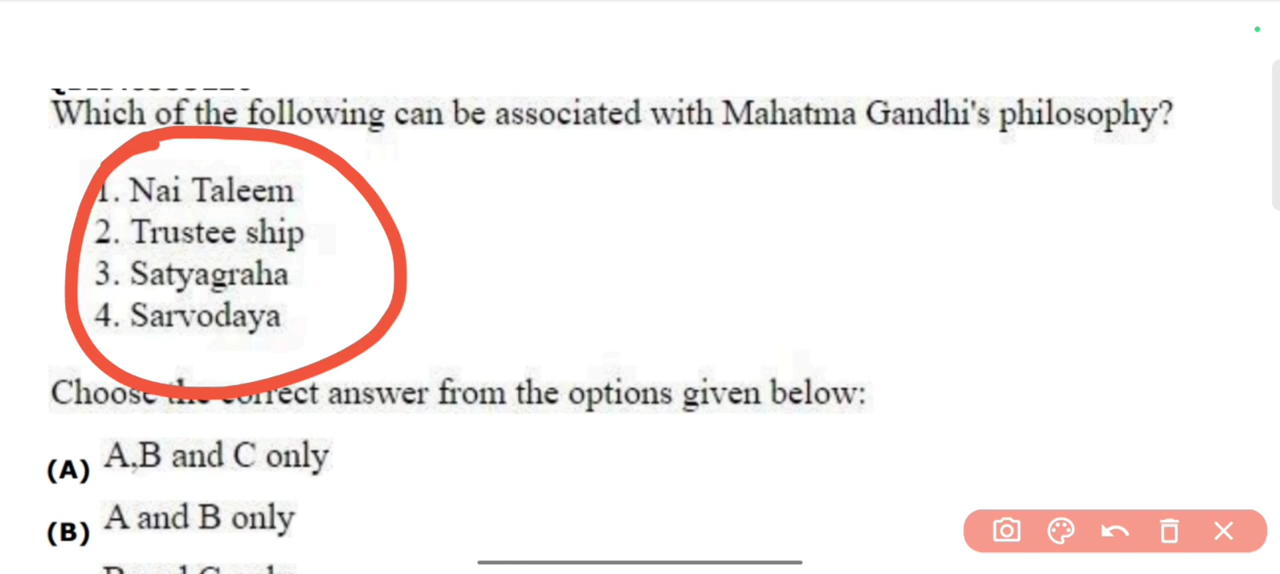 Which of the following can be associated with Mahatma Gandhi's philosophy?
1. Nai Taleem
2. Trustee ship
3. Satyagraha
4. Sarvodaya
Choose the correct answer from the options given below:
(A) A,B and C only
(B) A and B only